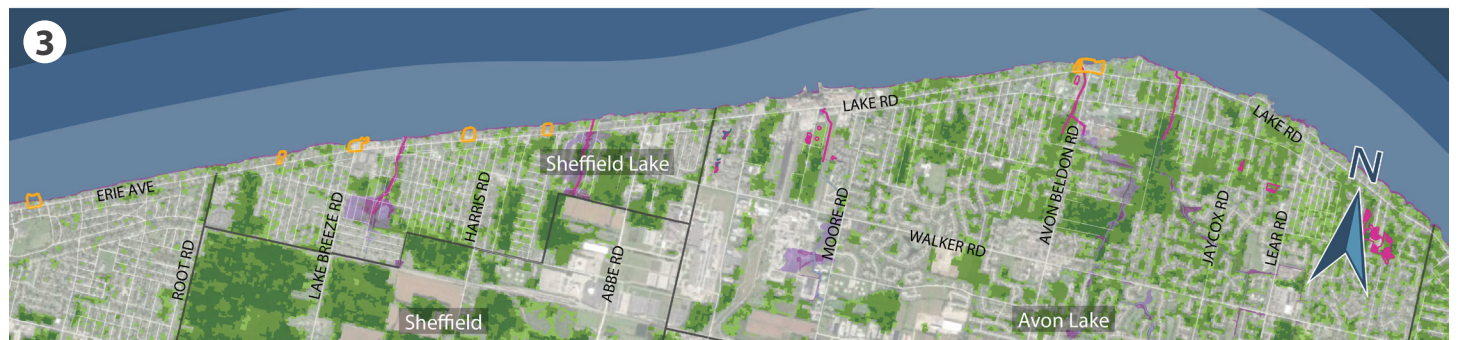 3
N
LAKE RD
LAKE RD
Sheffield Lake
ERIE AVE
HARRIS RD
LAKE BREEZE RD
AVON BELDON RD
MOORE RD
JAYCOX RD
LEAR RD
WALKER RD
ROOT RD
ABBE RD
Sheffield
Avon Lake